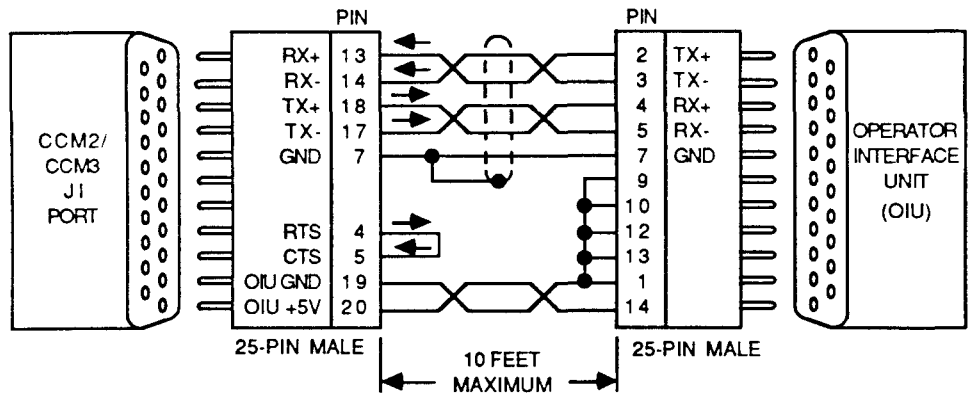 PIN
PIN
RX+ 13
2 TX+
RX- 14
3 TX-
TX+ 18
4 RX+
TX- 17
5 RX-
GND 7
7 GND
9
10
RTS 4
12
CTS 5
13
OIU GND 19
1
OIU +5V 20
14
CCM2/
CCM3
J1
PORT
OPERATOR
INTERFACE
UNIT
(OIU)
25-PIN MALE
25-PIN MALE
10 FEET
MAXIMUM